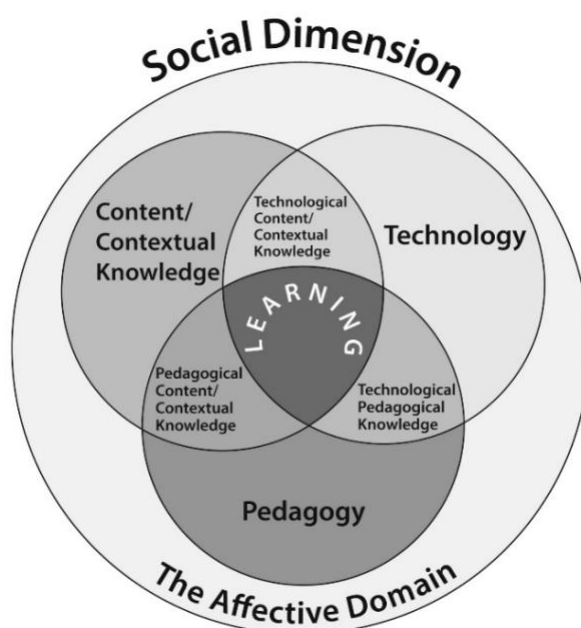 Social Dimension
Content/
Contextual
Knowledge
Technological
Content/
Contextual
Knowledge
Technology
LEARNING
Pedagogical
Content/
Contextual
Knowledge
Technological
Pedagogical
Knowledge
Pedagogy
The Affective Domain